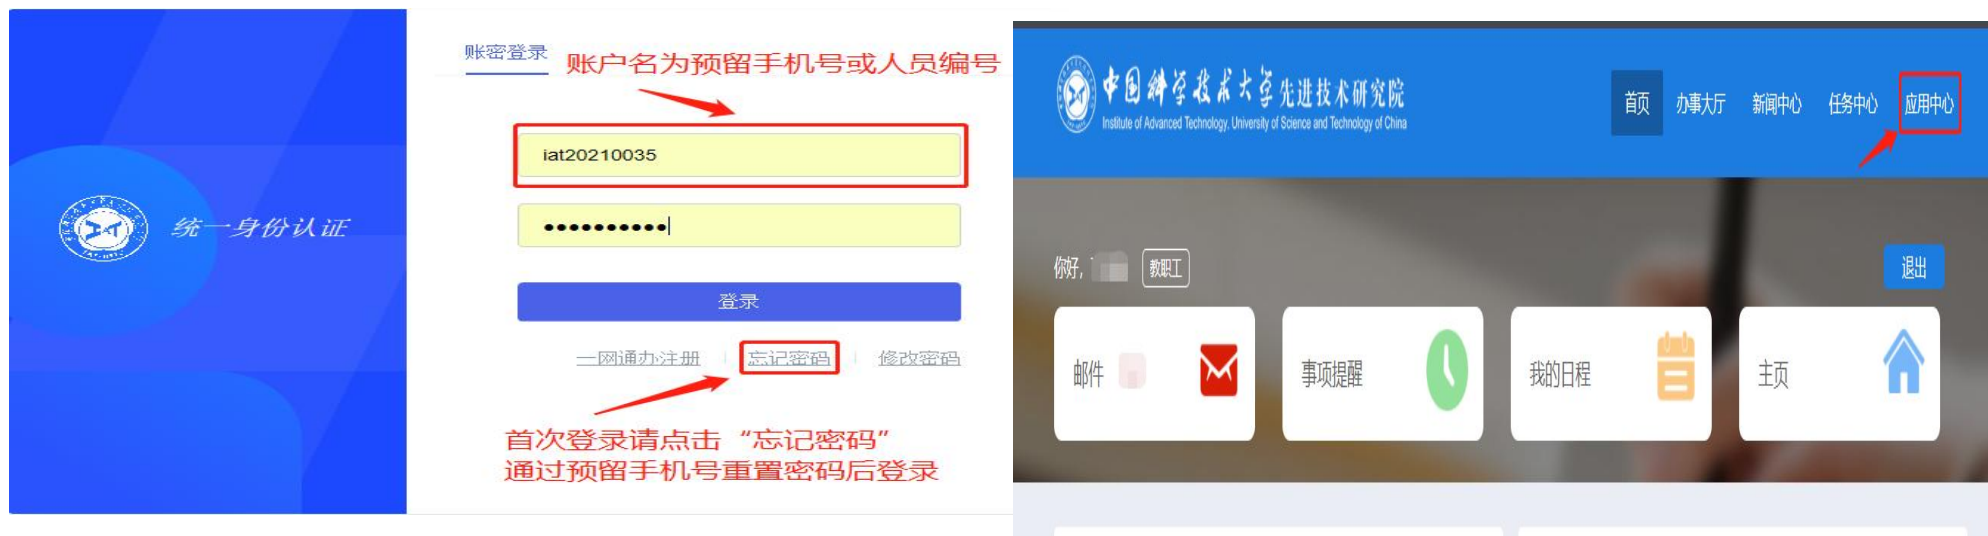 账密登录
账户名为预留手机号或人员编号
iat20210035
统一身份认证
登录
一网通办注册
忘记密码
修改密码
首次登录请点击“忘记密码”
通过预留手机号重置密码后登录
中国科学技术大学先进技术研究院
Institute of Advanced Technology, University of Science and Technology of China
首页 办事大厅 新闻中心 任务中心 应用中心
你好,
教职工
退出
邮件
事项提醒
我的日程
主页